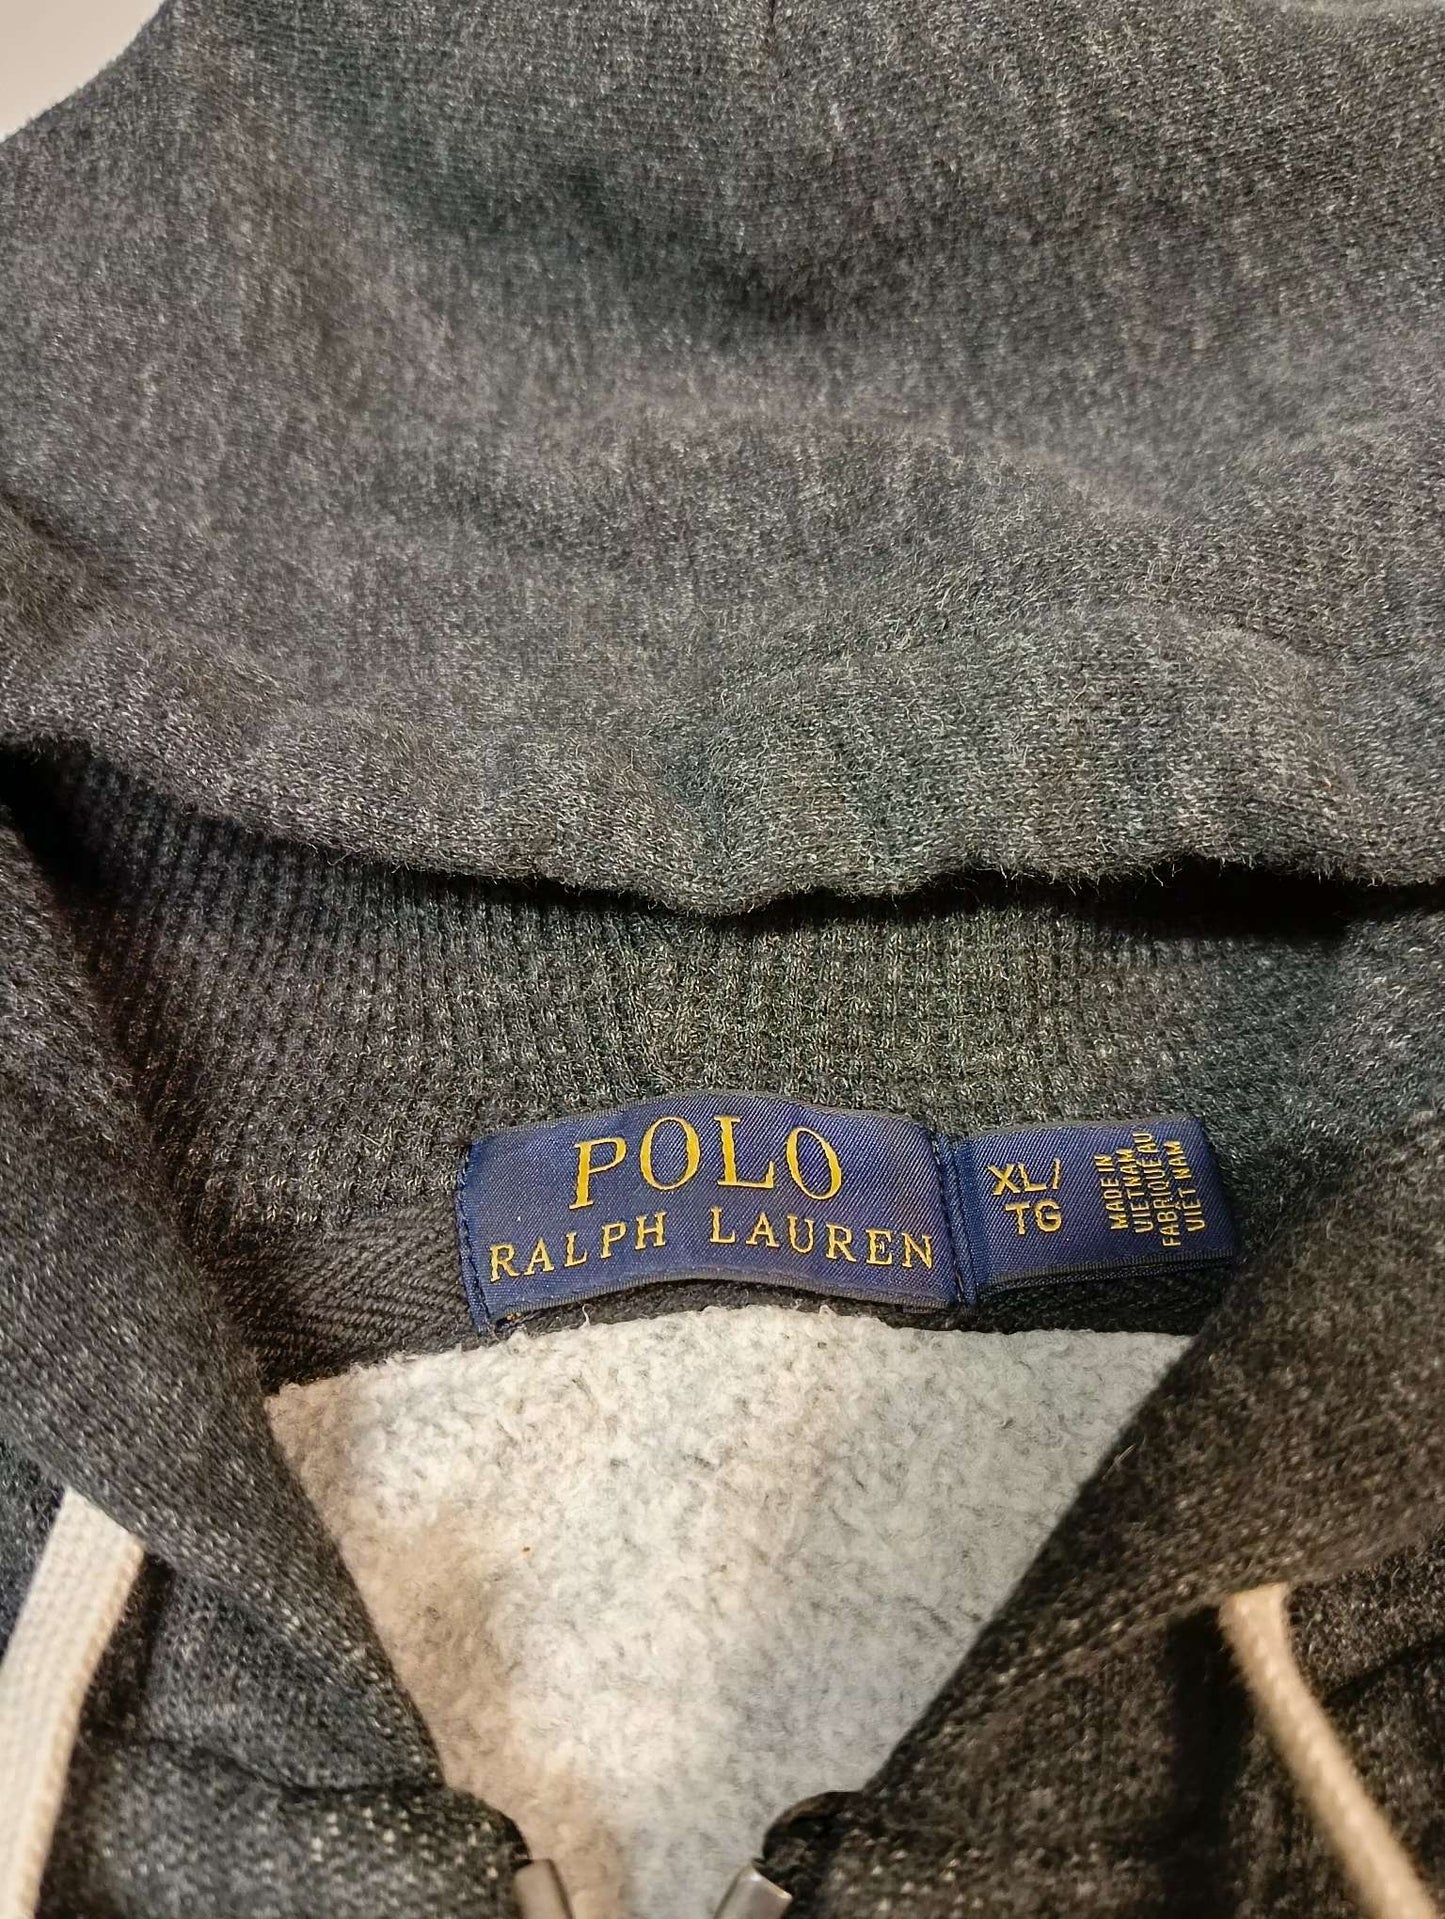 POLO
RALPH LAUREN
XL/
TG
MADE IN
VIETNAM
FABRIQUÉ AU
VIET NAM